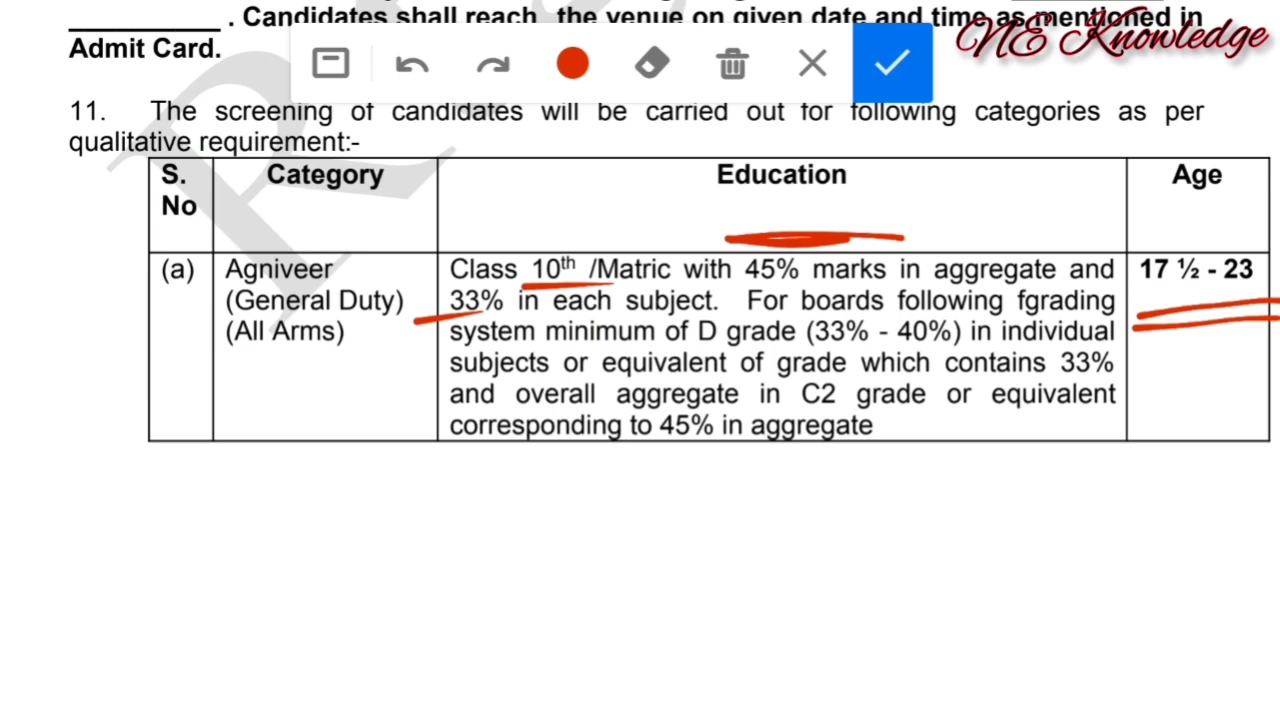 . Candidates shall reach the venue on given date and time as mentioned in
Admit Card.
NE Knowledge
11. The screening of candidates will be carried out for following categories as per
qualitative requirement:-
S. No Category Education Age
(a) Agniveer (General Duty) (All Arms)
Class 10th /Matric with 45% marks in aggregate and
33% in each subject. For boards following fgrading
system minimum of D grade (33% - 40%) in individual
subjects or equivalent of grade which contains 33%
and overall aggregate in C2 grade or equivalent
corresponding to 45% in aggregate
17 ½ - 23